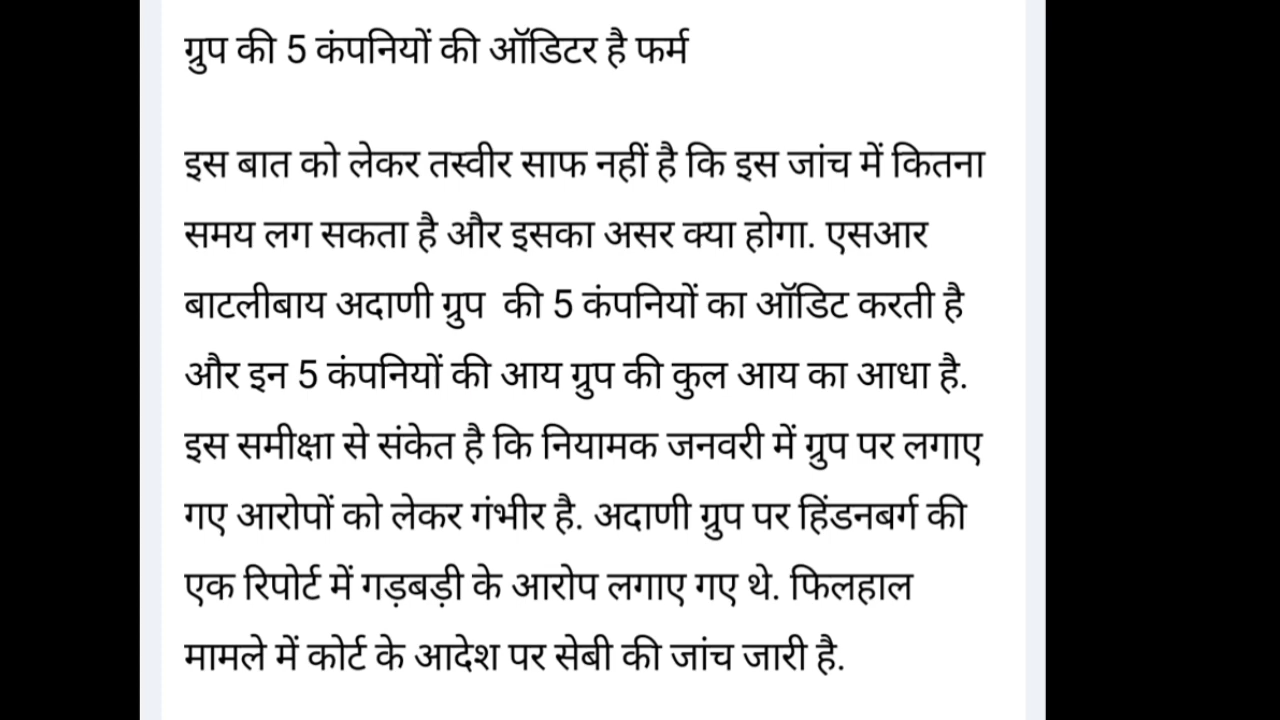 ग्रुप की 5 कंपनियों की ऑडिटर है फर्म
इस बात को लेकर तस्वीर साफ नहीं है कि इस जांच में कितना
समय लग सकता है और इसका असर क्या होगा. एसआर
बाटलीबाय अदाणी ग्रुप की 5 कंपनियों का ऑडिट करती है
और इन 5 कंपनियों की आय ग्रुप की कुल आय का आधा है.
इस समीक्षा से संकेत है कि नियामक जनवरी में ग्रुप पर लगाए
गए आरोपों को लेकर गंभीर है. अदाणी ग्रुप पर हिंडनबर्ग की
एक रिपोर्ट में गड़बड़ी के आरोप लगाए गए थे. फिलहाल
मामले में कोर्ट के आदेश पर सेबी की जांच जारी है.